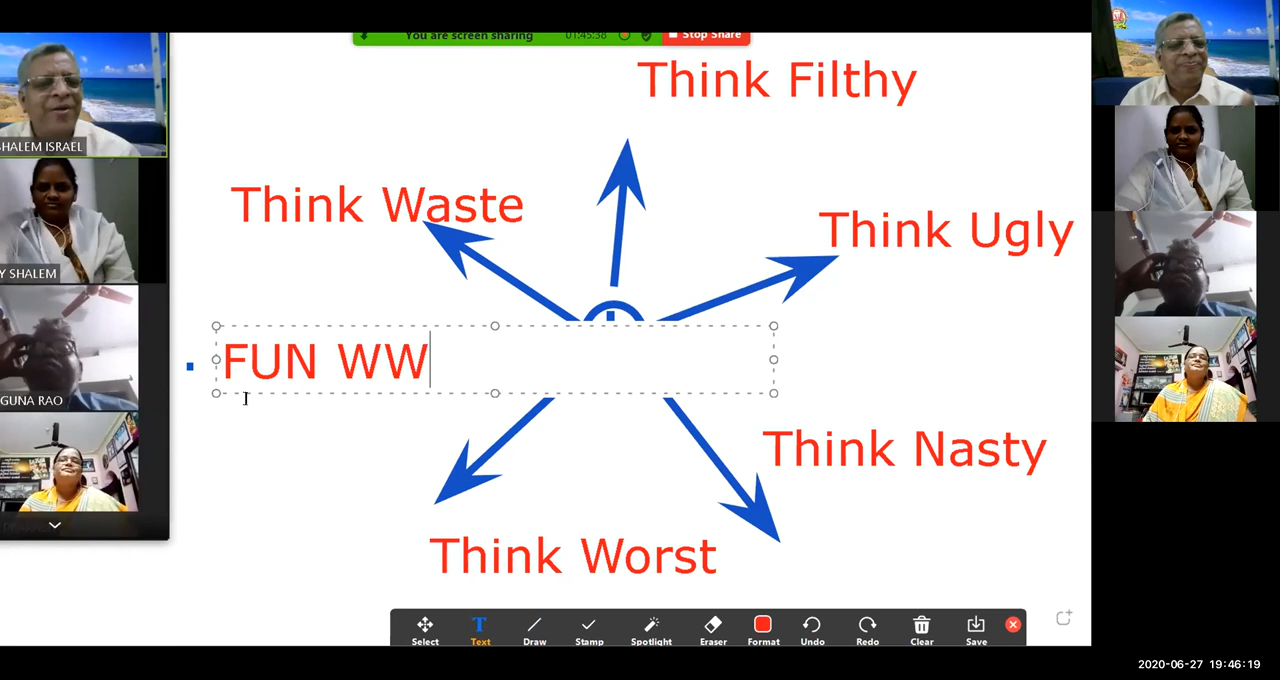 You are screen sharing 01:45:38 Stop Share
Think Filthy
SHALEM ISRAEL
Think Waste
Think Ugly
Y SHALEM
FUN WW
GUNA RAO
Think Nasty
Think Worst
Select Text Draw Stamp Spotlight Eraser Format Undo Redo Clear Save
2020-06-27 19:46:19